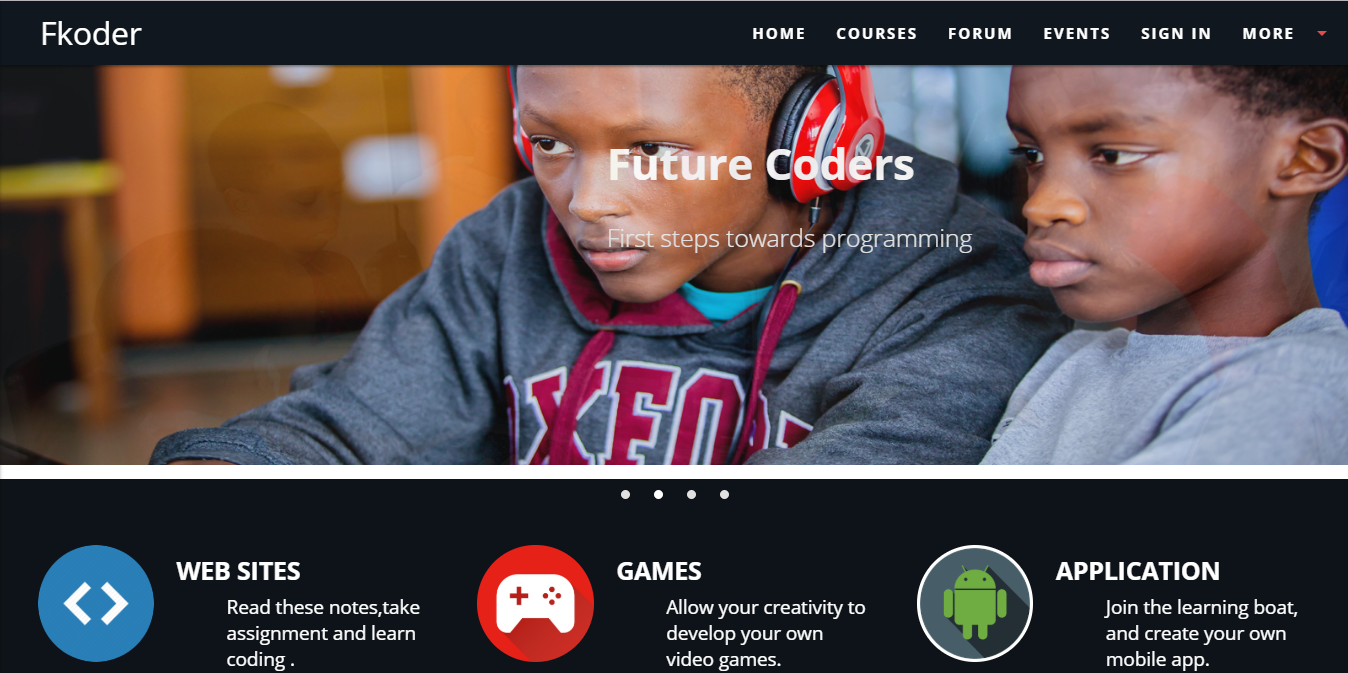 Fkoder
HOME COURSES FORUM EVENTS SIGN IN MORE
Future Coders
First steps towards programming
OXFOR
WEB SITES
Read these notes,take
assignment and learn
coding .
GAMES
Allow your creativity to
develop your own
video games.
APPLICATION
Join the learning boat,
and create your own
mobile app.